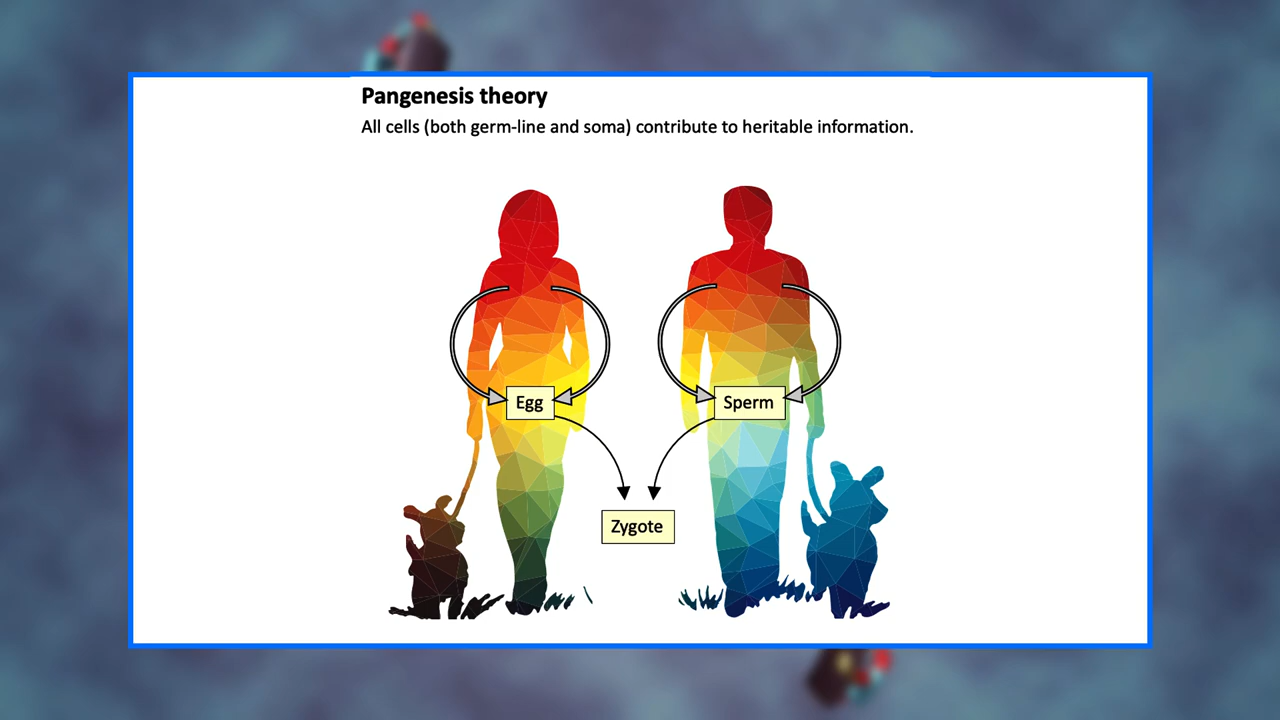 Pangenesis theory
All cells (both germ-line and soma) contribute to heritable information.
Egg
Sperm
Zygote